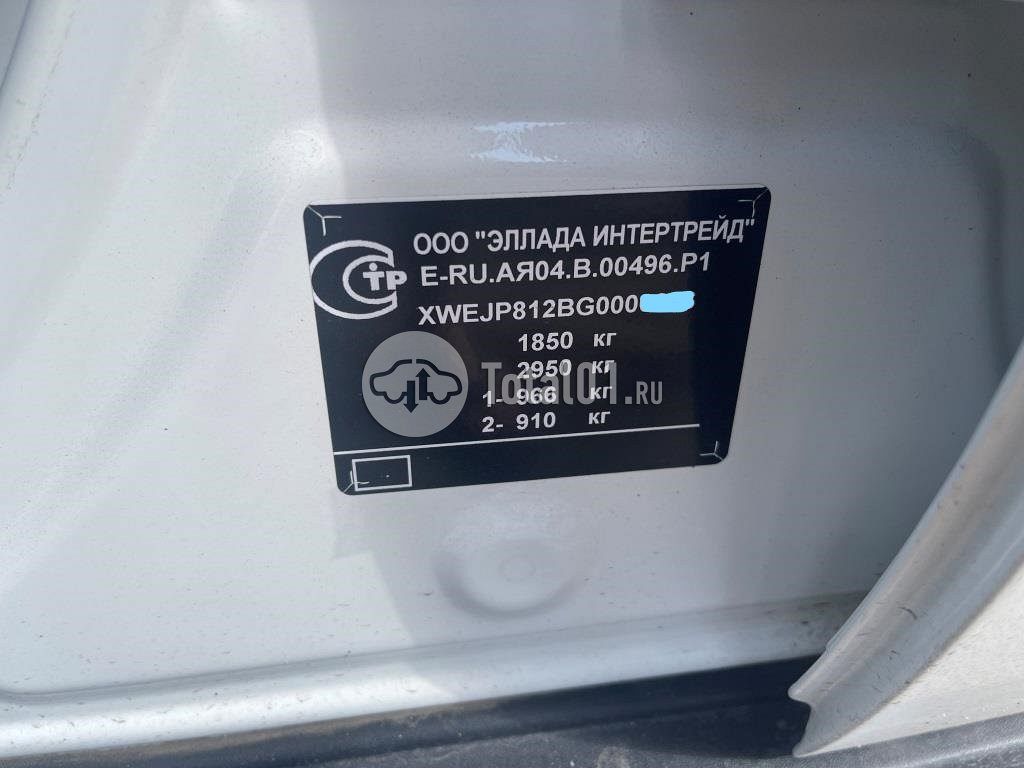 ООО "ЭЛЛАДА ИНТЕРТРЕЙД"
E-RU.АЯ04.B.00496.P1
XWEJP812BG000
1850 кг
2950 кг
1- 966 кг
2- 910 кг
Total01.RU